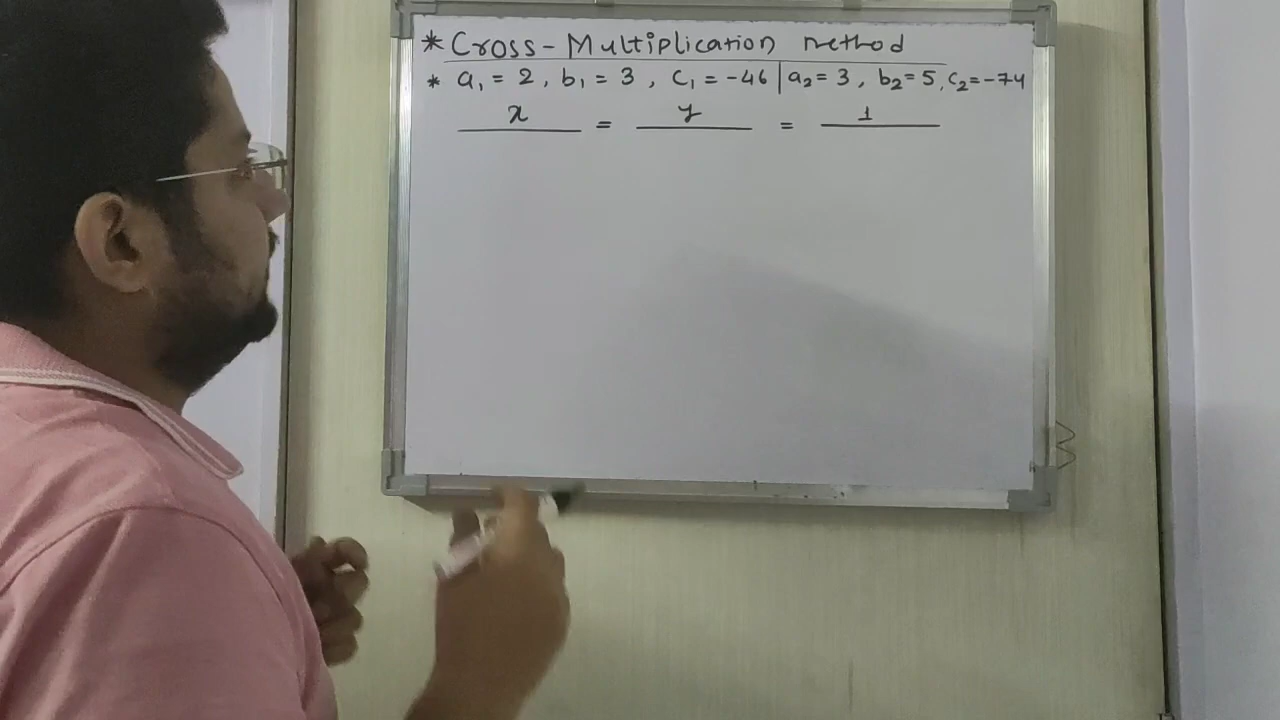 * Cross-Multiplication method
* a₁ = 2, b₁ = 3, c₁ = -46 | a₂ = 3, b₂ = 5, c₂ = -74
x = y = 1